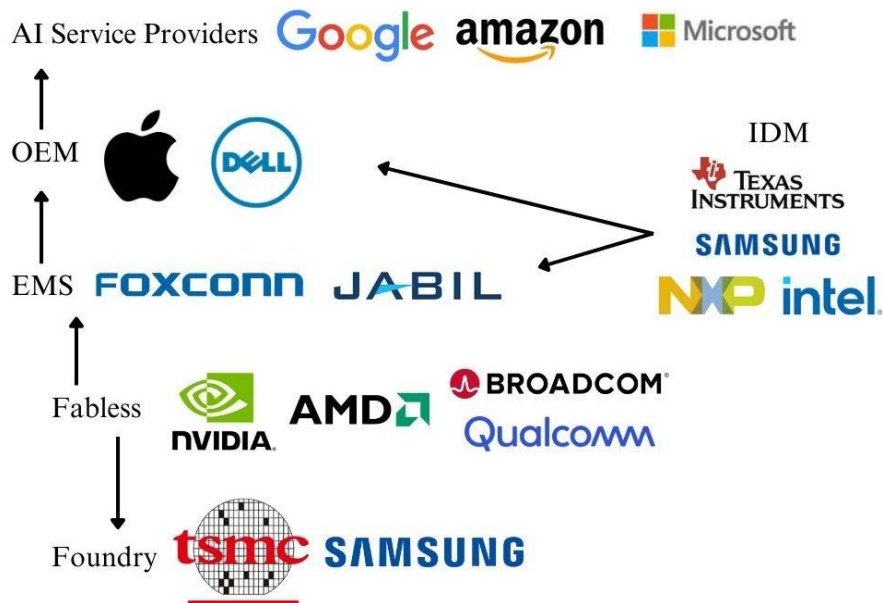 AI Service Providers Google amazon Microsoft
OEM DELL
IDM
TEXAS
INSTRUMENTS
SAMSUNG
EMS FOXCONN JABIL
NXP intel.
Fabless NVIDIA. AMD BROADCOM®
Qualcomm
Foundry tsmc SAMSUNG